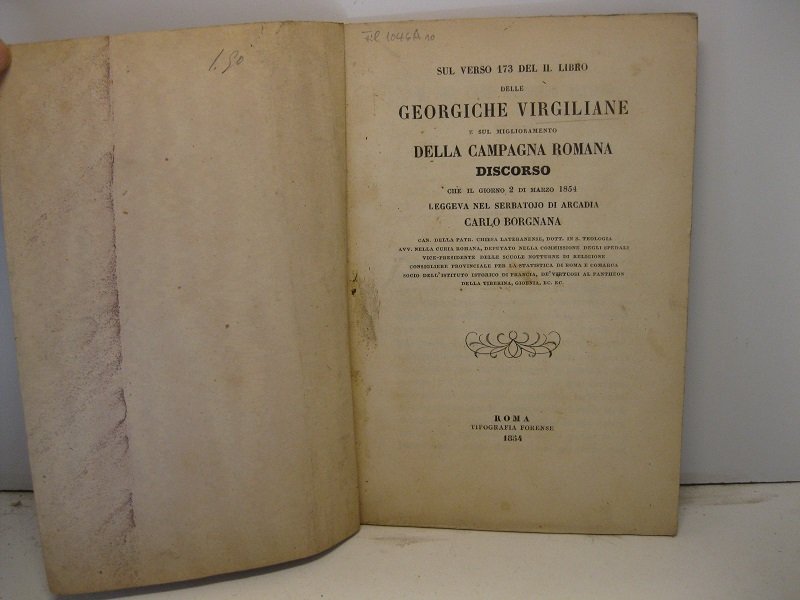 1.50
Fil 1046A 10
SUL VERSO 173 DEL II. LIBRO
DELLE
GEORGICHE VIRGILIANE
E SUL MIGLIORAMENTO
DELLA CAMPAGNA ROMANA
DISCORSO
CHE IL GIORNO 2 DI MARZO 1854
LEGGEVA NEL SERBATOJO DI ARCADIA
CARLO BORGNANA
CAN. DELLA PATR. CHIESA LATERANENSE, DOTT. IN S. TEOLOGIA
AVV. NELLA CURIA ROMANA, DEPUTATO NELLA COMMISSIONE DEGLI SPEDALI
VICE-PRESIDENTE DELLE SCUOLE NOTTURNE DI RELIGIONE
CONSIGLIERE PROVINCIALE PER LA STATISTICA DI ROMA E COMARCA
SOCIO DELL'ISTITUTO ISTORICO DI FRANCIA, DE' VIRTUOSI AL PANTHEON
DELLA TIBERINA, GIOENIA, EC. EC.
ROMA
TIPOGRAFIA FORENSE
1854